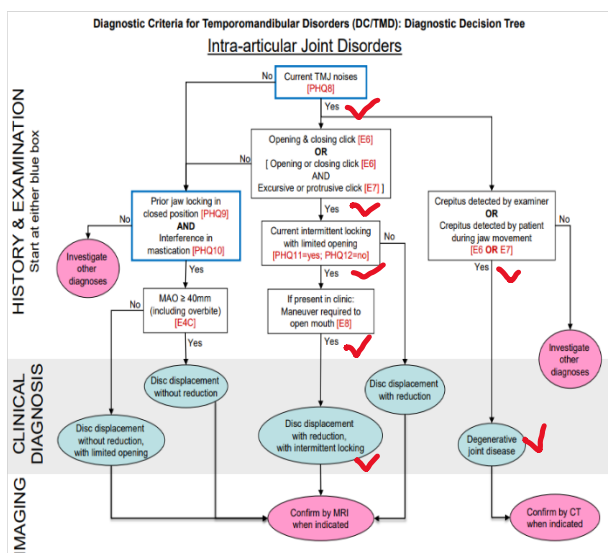 Diagnostic Criteria for Temporomandibular Disorders (DC/TMD): Diagnostic Decision Tree
Intra-articular Joint Disorders
HISTORY & EXAMINATION
Start at either blue box
No
Current TMJ noises
[PHQ8]
Yes
Opening & closing click [E6]
OR
[ Opening or closing click [E6]
AND
Excursive or protrusive click [E7] ]
No
Yes
Prior jaw locking in
closed position [PHQ9]
AND
Interference in
mastication [PHQ10]
No
Investigate
other
diagnoses
Yes
Current intermittent locking
with limited opening
[PHQ11=yes; PHQ12=no]
No
Yes
Crepitus detected by examiner
OR
Crepitus detected by patient
during jaw movement
[E6 OR E7]
No
Yes
Investigate
other
diagnoses
MAO ≥ 40mm
(including overbite)
[E4C]
No
Yes
If present in clinic:
Maneuver required to
open mouth [E8]
Yes
CLINICAL
DIAGNOSIS
Disc displacement
without reduction
Disc displacement
with reduction
Disc displacement
without reduction,
with limited opening
Disc displacement
with reduction,
with intermittent locking
Degenerative
joint disease
IMAGING
Confirm by MRI
when indicated
Confirm by CT
when indicated